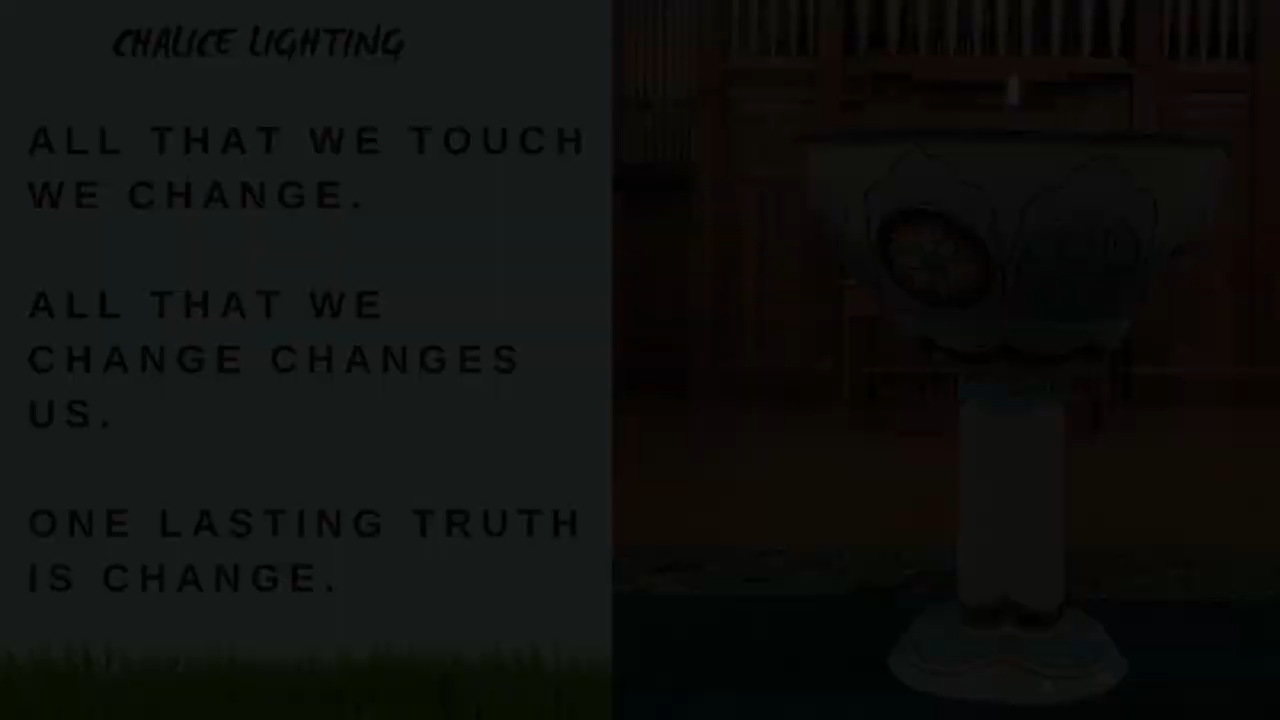 CHALICE LIGHTING
ALL THAT WE TOUCH
WE CHANGE.
ALL THAT WE
CHANGE CHANGES
US.
ONE LASTING TRUTH
IS CHANGE.